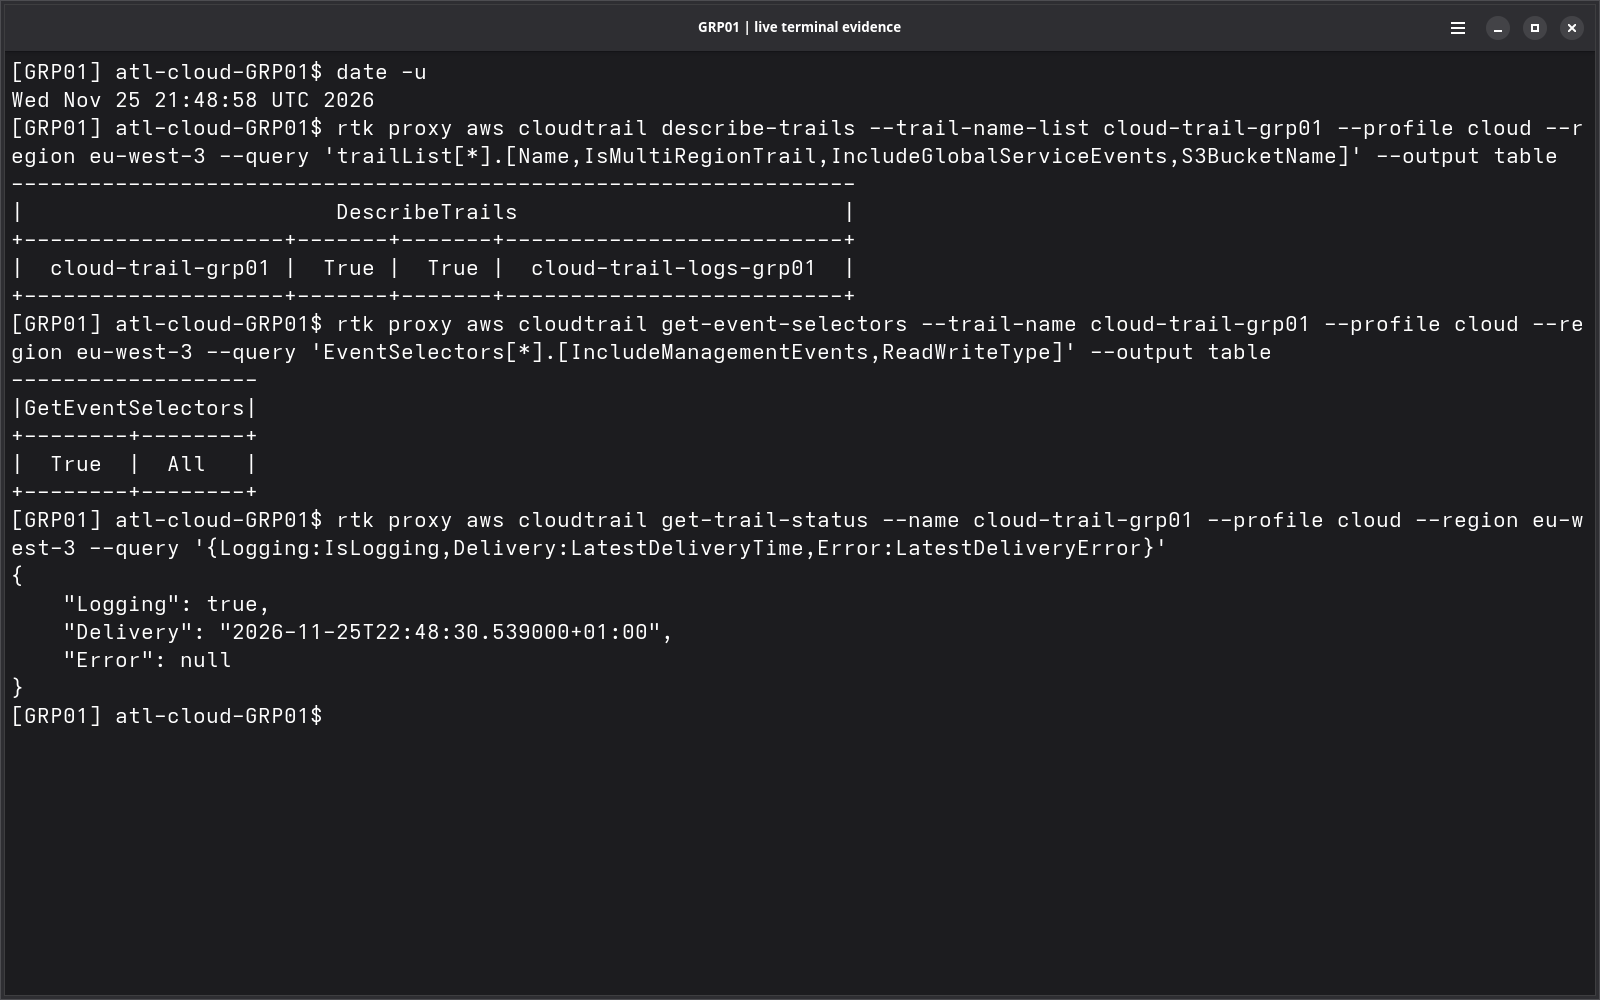 GRP01 | live terminal evidence
[GRP01] atl-cloud-GRP01$ date -u
Wed Nov 25 21:48:58 UTC 2026
[GRP01] atl-cloud-GRP01$ rtk proxy aws cloudtrail describe-trails --trail-name-list cloud-trail-grp01 --profile cloud --r
egion eu-west-3 --query 'trailList[*].[Name,IsMultiRegionTrail,IncludeGlobalServiceEvents,S3BucketName]' --output table
-----------------------------------------------------------------
|                        DescribeTrails                         |
+--------------------+-------+-------+--------------------------+
|  cloud-trail-grp01 |  True |  True |  cloud-trail-logs-grp01  |
+--------------------+-------+-------+--------------------------+
[GRP01] atl-cloud-GRP01$ rtk proxy aws cloudtrail get-event-selectors --trail-name cloud-trail-grp01 --profile cloud --re
gion eu-west-3 --query 'EventSelectors[*].[IncludeManagementEvents,ReadWriteType]' --output table
-------------------
|GetEventSelectors|
+--------+--------+
|  True  |  All   |
+--------+--------+
[GRP01] atl-cloud-GRP01$ rtk proxy aws cloudtrail get-trail-status --name cloud-trail-grp01 --profile cloud --region eu-w
est-3 --query '{Logging:IsLogging,Delivery:LatestDeliveryTime,Error:LatestDeliveryError}'
{
    "Logging": true,
    "Delivery": "2026-11-25T22:48:30.539000+01:00",
    "Error": null
}
[GRP01] atl-cloud-GRP01$